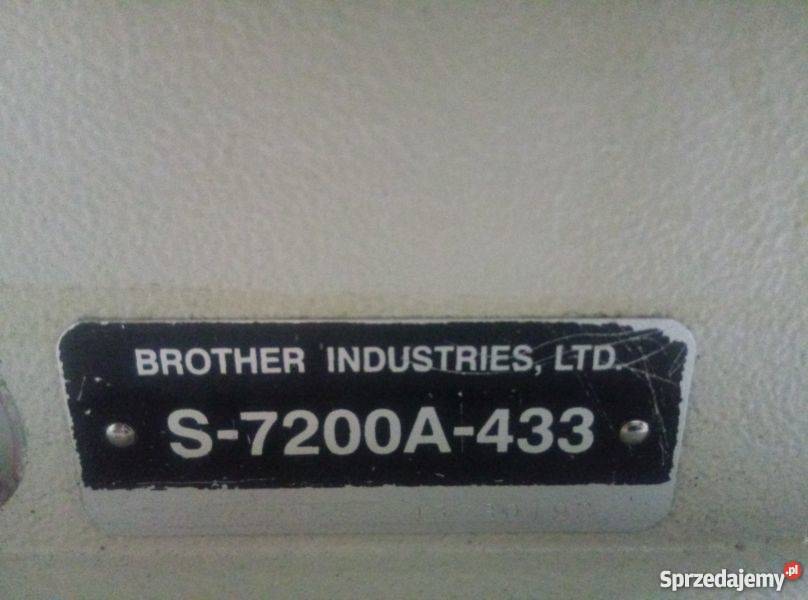 BROTHER INDUSTRIES, LTD.
S-7200A-433
Sprzedajemy.pl